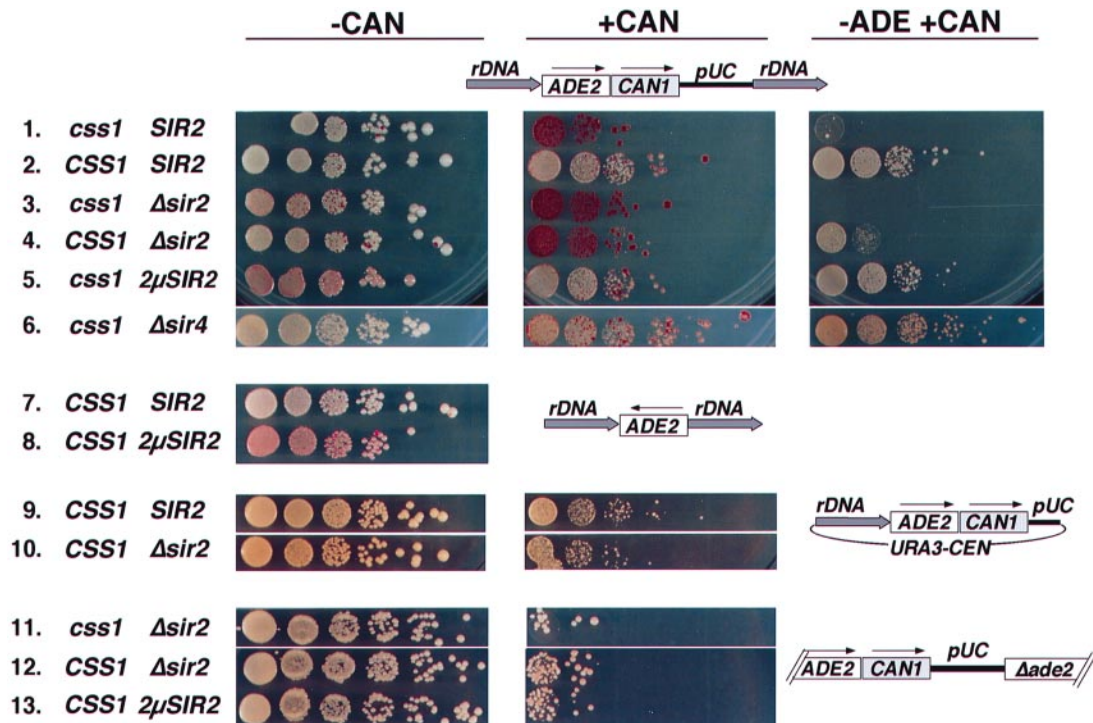 -CAN +CAN -ADE +CAN
rDNA ADE2 CAN1 pUC rDNA
1. css1 SIR2
2. CSS1 SIR2
3. css1 Δsir2
4. CSS1 Δsir2
5. css1 2μSIR2
6. css1 Δsir4
7. CSS1 SIR2
rDNA ADE2 rDNA
8. CSS1 2μSIR2
9. CSS1 SIR2
rDNA ADE2 CAN1 pUC
10. CSS1 Δsir2
URA3-CEN
11. css1 Δsir2
12. CSS1 Δsir2
ADE2 CAN1 pUC Δade2
13. CSS1 2μSIR2